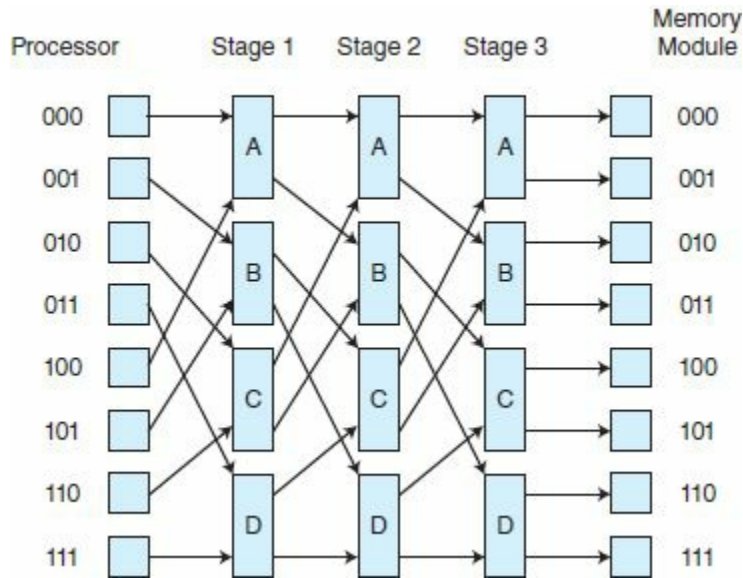 Processor Stage 1 Stage 2 Stage 3 Memory
Module
000 000
A A A
001 001
010 010
B B B
011 011
100 100
C C C
101 101
110 110
D D D
111 111